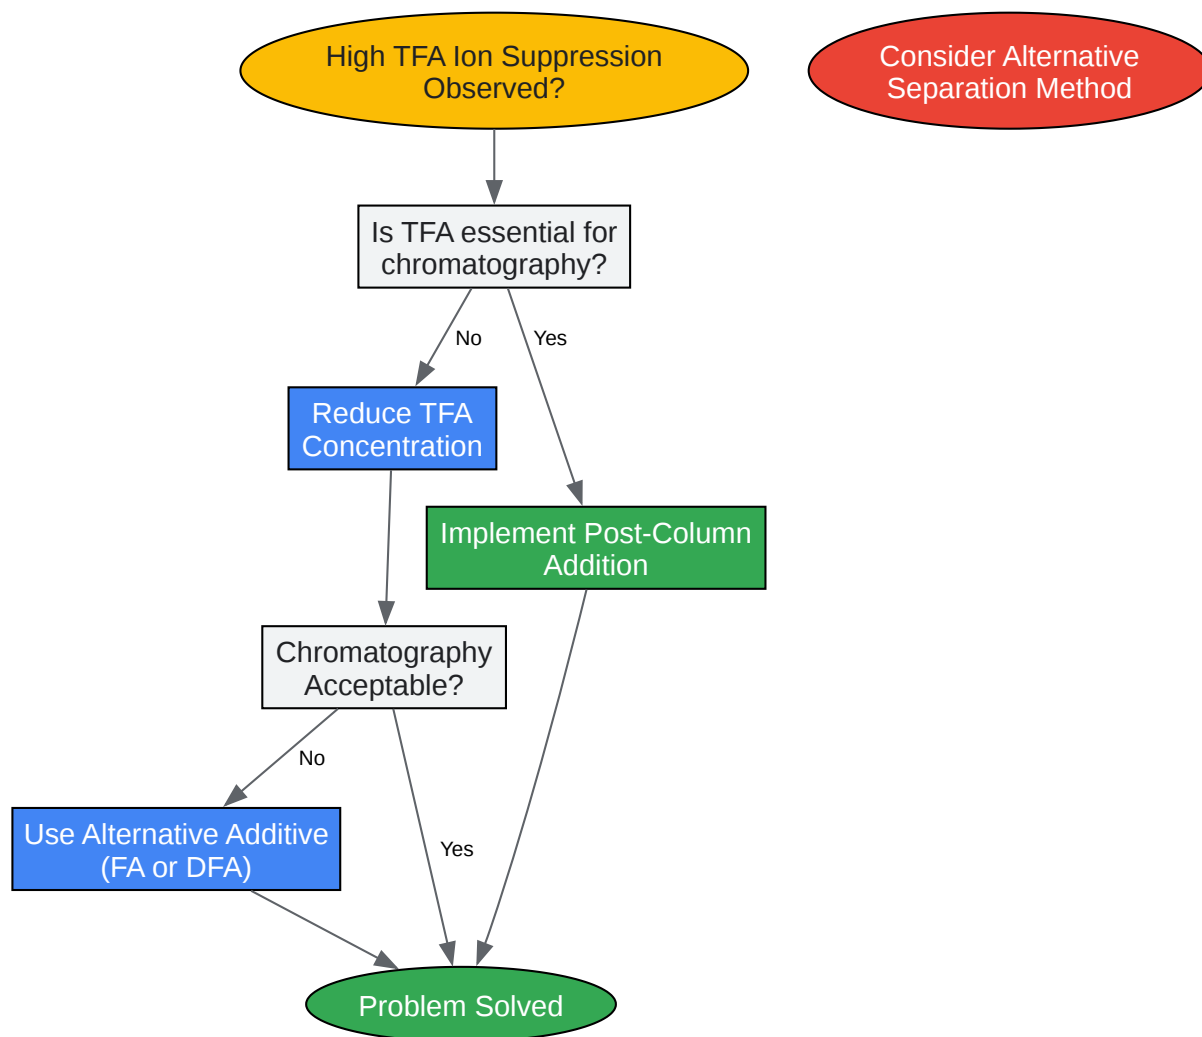 High TFA Ion Suppression
Observed?
Consider Alternative
Separation Method
Is TFA essential for
chromatography?
No
Yes
Reduce TFA
Concentration
Implement Post-Column
Addition
Chromatography
Acceptable?
No
Use Alternative Additive
(FA or DFA)
Yes
Problem Solved